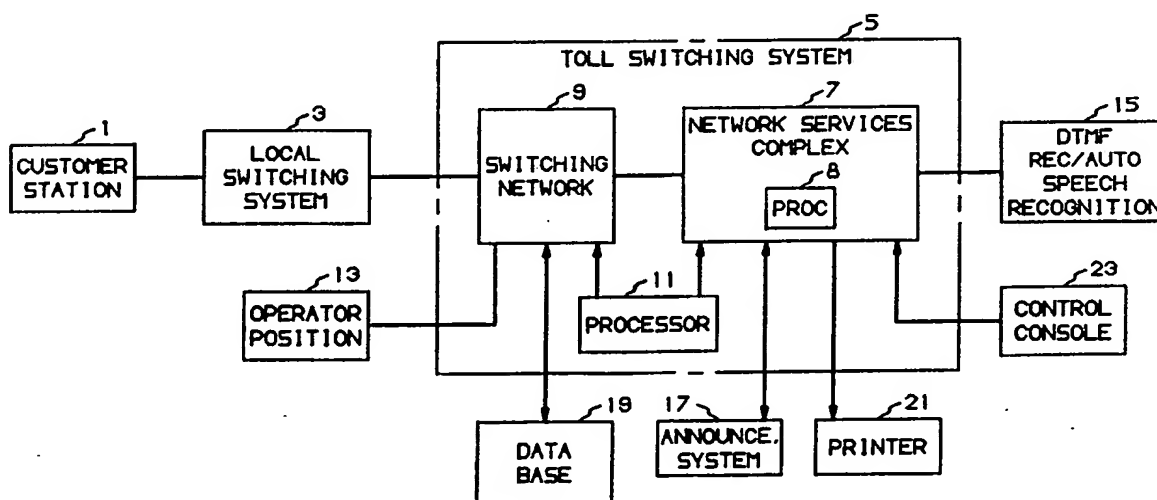 5
TOLL SWITCHING SYSTEM
1
CUSTOMER
STATION
3
LOCAL
SWITCHING
SYSTEM
9
SWITCHING
NETWORK
7
NETWORK SERVICES
COMPLEX
8
PROC
15
DTMF
REC/AUTO
SPEECH
RECOGNITION
13
OPERATOR
POSITION
11
PROCESSOR
23
CONTROL
CONSOLE
19
DATA
BASE
17
ANNOUNCE.
SYSTEM
21
PRINTER